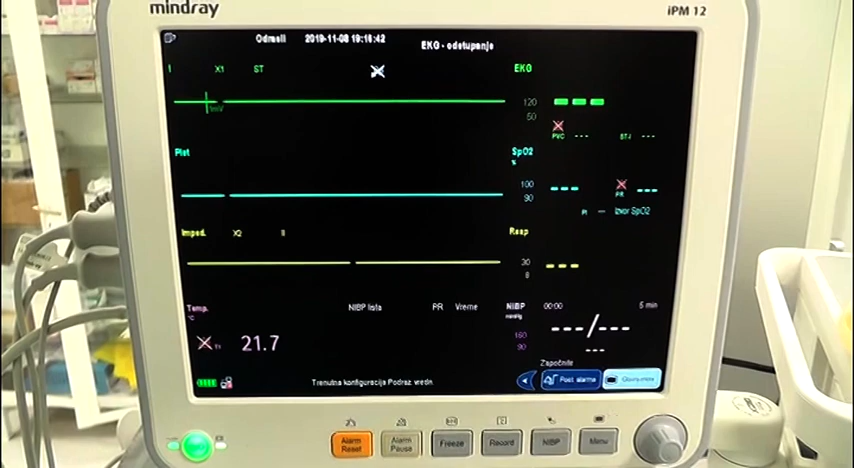 mindray
iPM 12
Odrasli 2019-11-08 19:16:42
EKG - odstupanje
I X1 ST
EKG
120
50
1mV
PVC --- ST-I ---
Plet
SpO2
%
100
90
---
PR ---
PI -- Izvor SpO2
Imped. X2 II
Resp
30
8
---
Temp.
°C
NIBP lista PR Vreme
NIBP
mmHg
00:00 5 min
T1 21.7
160
90
---/---
---
Započnite
Trenutna konfiguracija Podraz. vredn.
Post. alarma
Alarm Reset
Alarm Pause
Freeze
Record
NIBP
Menu